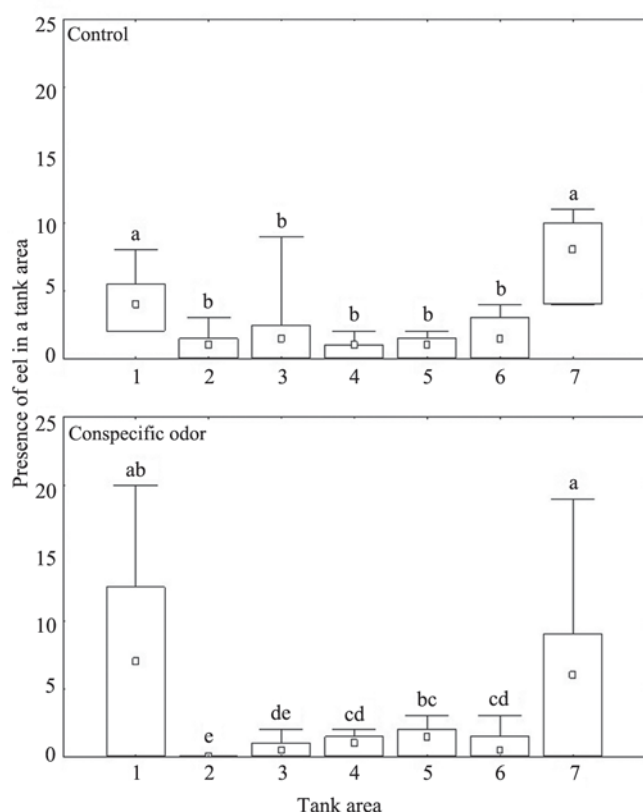 Presence of eel in a tank area
Control
25
20
15
10
5
0
a
b
b
b
b
b
a
1 2 3 4 5 6 7
Conspecific odor
25
20
15
10
5
0
ab
e
de
cd
bc
cd
a
1 2 3 4 5 6 7
Tank area